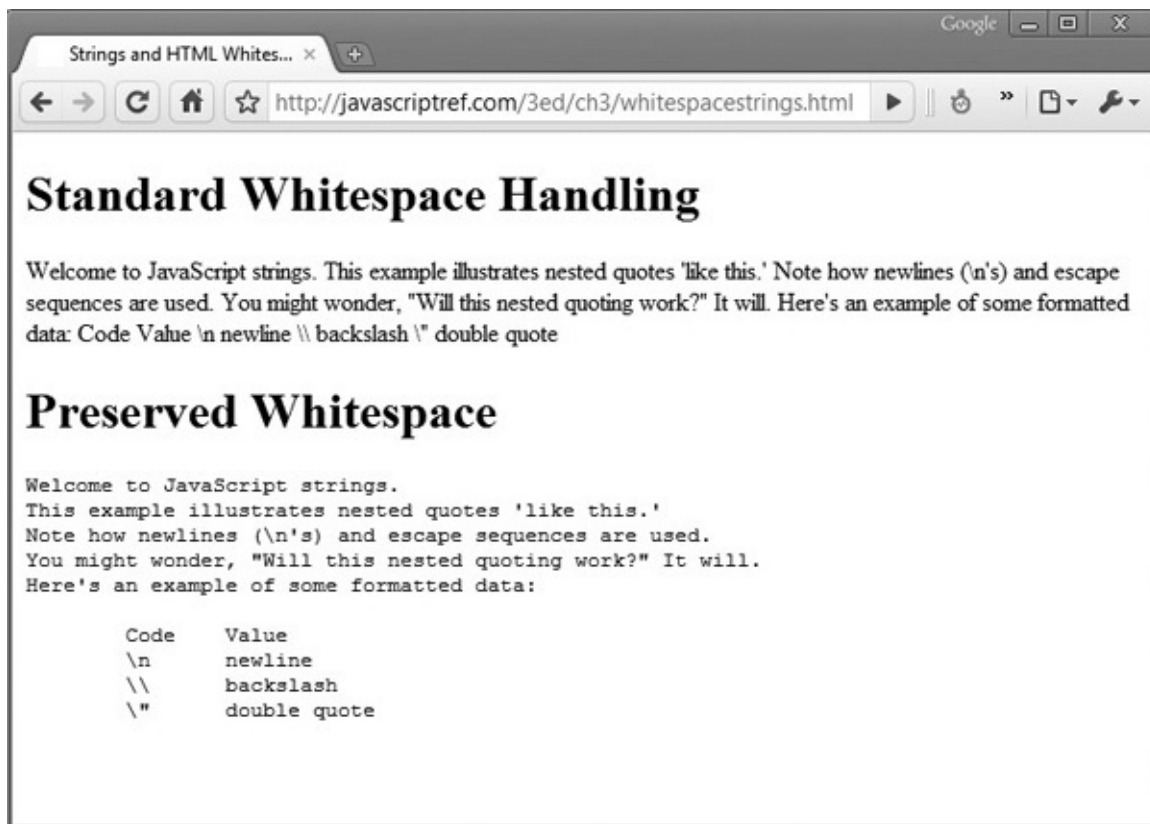 Google
Strings and HTML Whites...
http://javascriptref.com/3ed/ch3/whitespacestrings.html
Standard Whitespace Handling
Welcome to JavaScript strings. This example illustrates nested quotes 'like this.' Note how newlines (\n's) and escape
sequences are used. You might wonder, "Will this nested quoting work?" It will. Here's an example of some formatted
data: Code Value \n newline \\ backslash \" double quote
Preserved Whitespace
Welcome to JavaScript strings.
This example illustrates nested quotes 'like this.'
Note how newlines (\n's) and escape sequences are used.
You might wonder, "Will this nested quoting work?" It will.
Here's an example of some formatted data:
Code Value
\n newline
\\ backslash
\" double quote